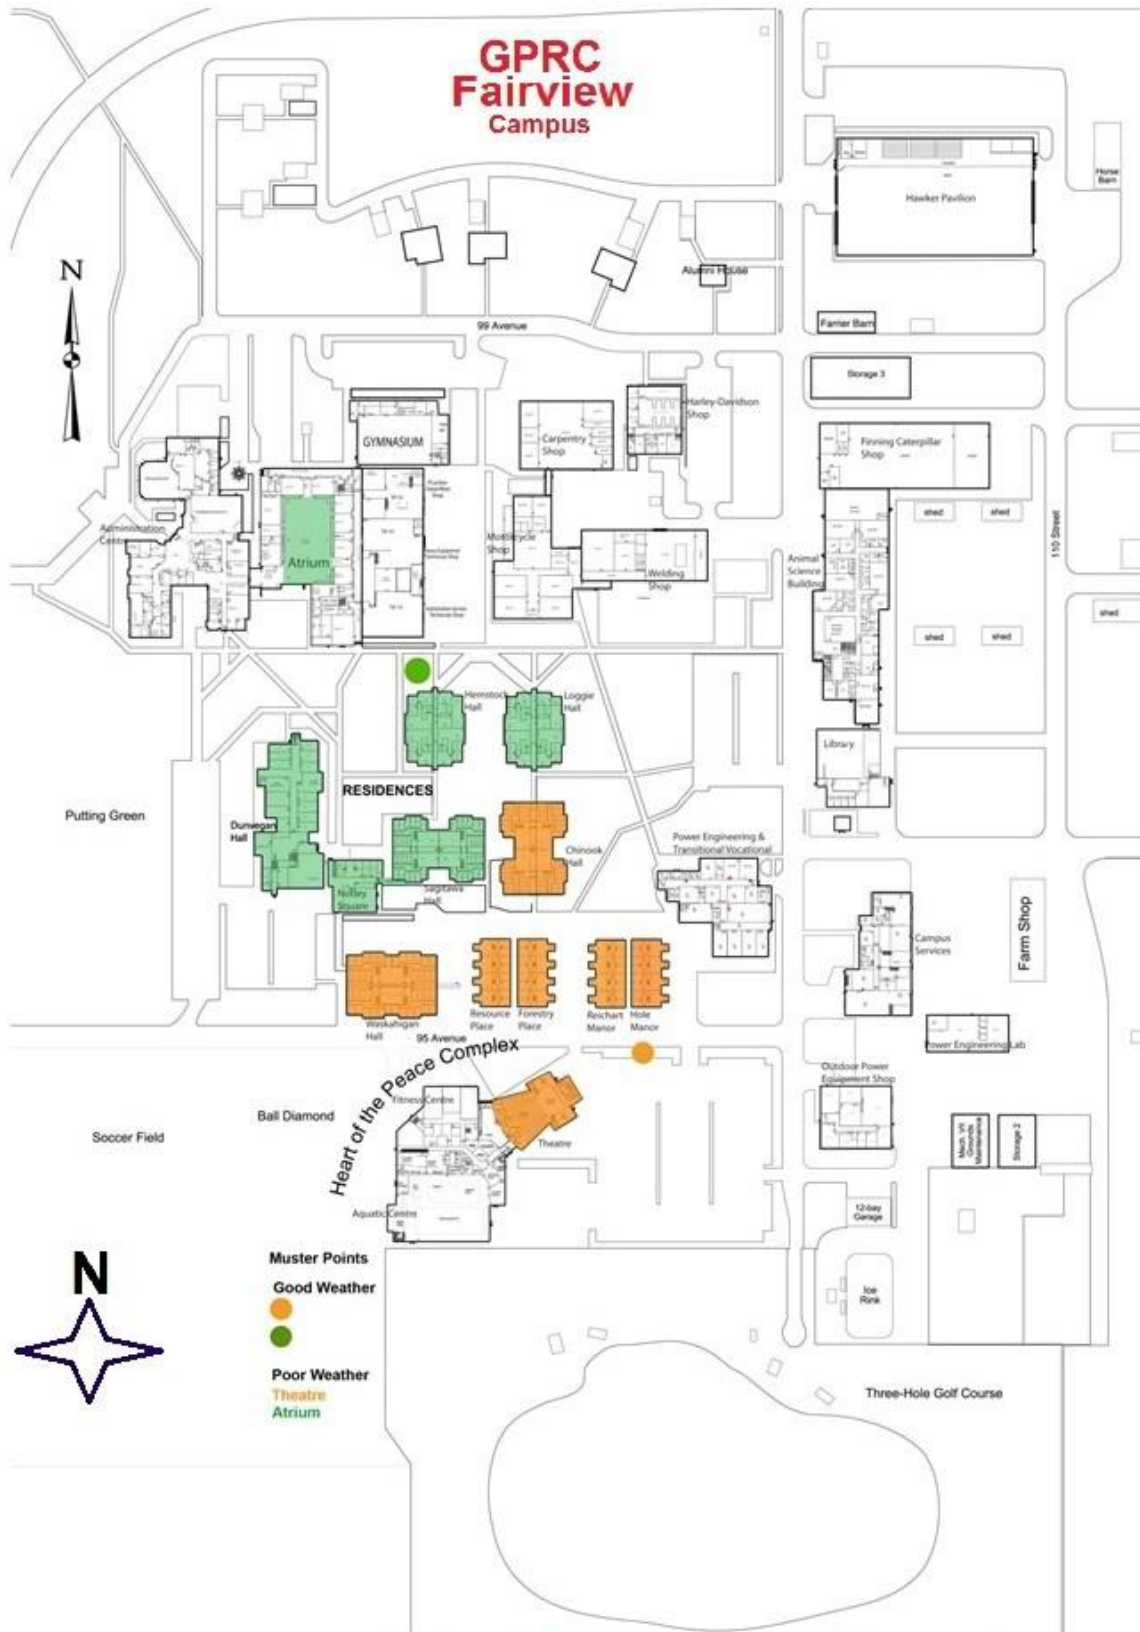 GPRC
Fairview
Campus
Horse
Barn
Hawker Pavilion
N
Alumni House
99 Avenue
Farrier Barn
Storage 3
Harley-Davidson
Shop
GYMNASIUM
Carpentry
Shop
Finning Caterpillar
Shop
shed
shed
Administration
Centre
Atrium
Motorcycle
Shop
Welding
Shop
Animal
Science
Building
110 Street
shed
shed
shed
Hemstock
Hall
Loggie
Hall
Library
RESIDENCES
Putting Green
Dunvegan
Hall
Power Engineering &
Transitional Vocational
Chinook
Hall
Nutley
Square
Sagitawa
Hall
Campus
Services
Farm Shop
Waskahigan
Hall
Resource
Place
Forestry
Place
Reichart
Manor
Hole
Manor
95 Avenue
Power Engineering Lab
Heart of the Peace Complex
Outdoor Power
Equipment Shop
Fitness Centre
Ball Diamond
Soccer Field
Theatre
Mech. VII
Grounds
Maintenance
Storage 2
Aquatic Centre
12-bay
Garage
N
Muster Points
Good Weather
Ice
Rink
Poor Weather
Theatre
Atrium
Three-Hole Golf Course